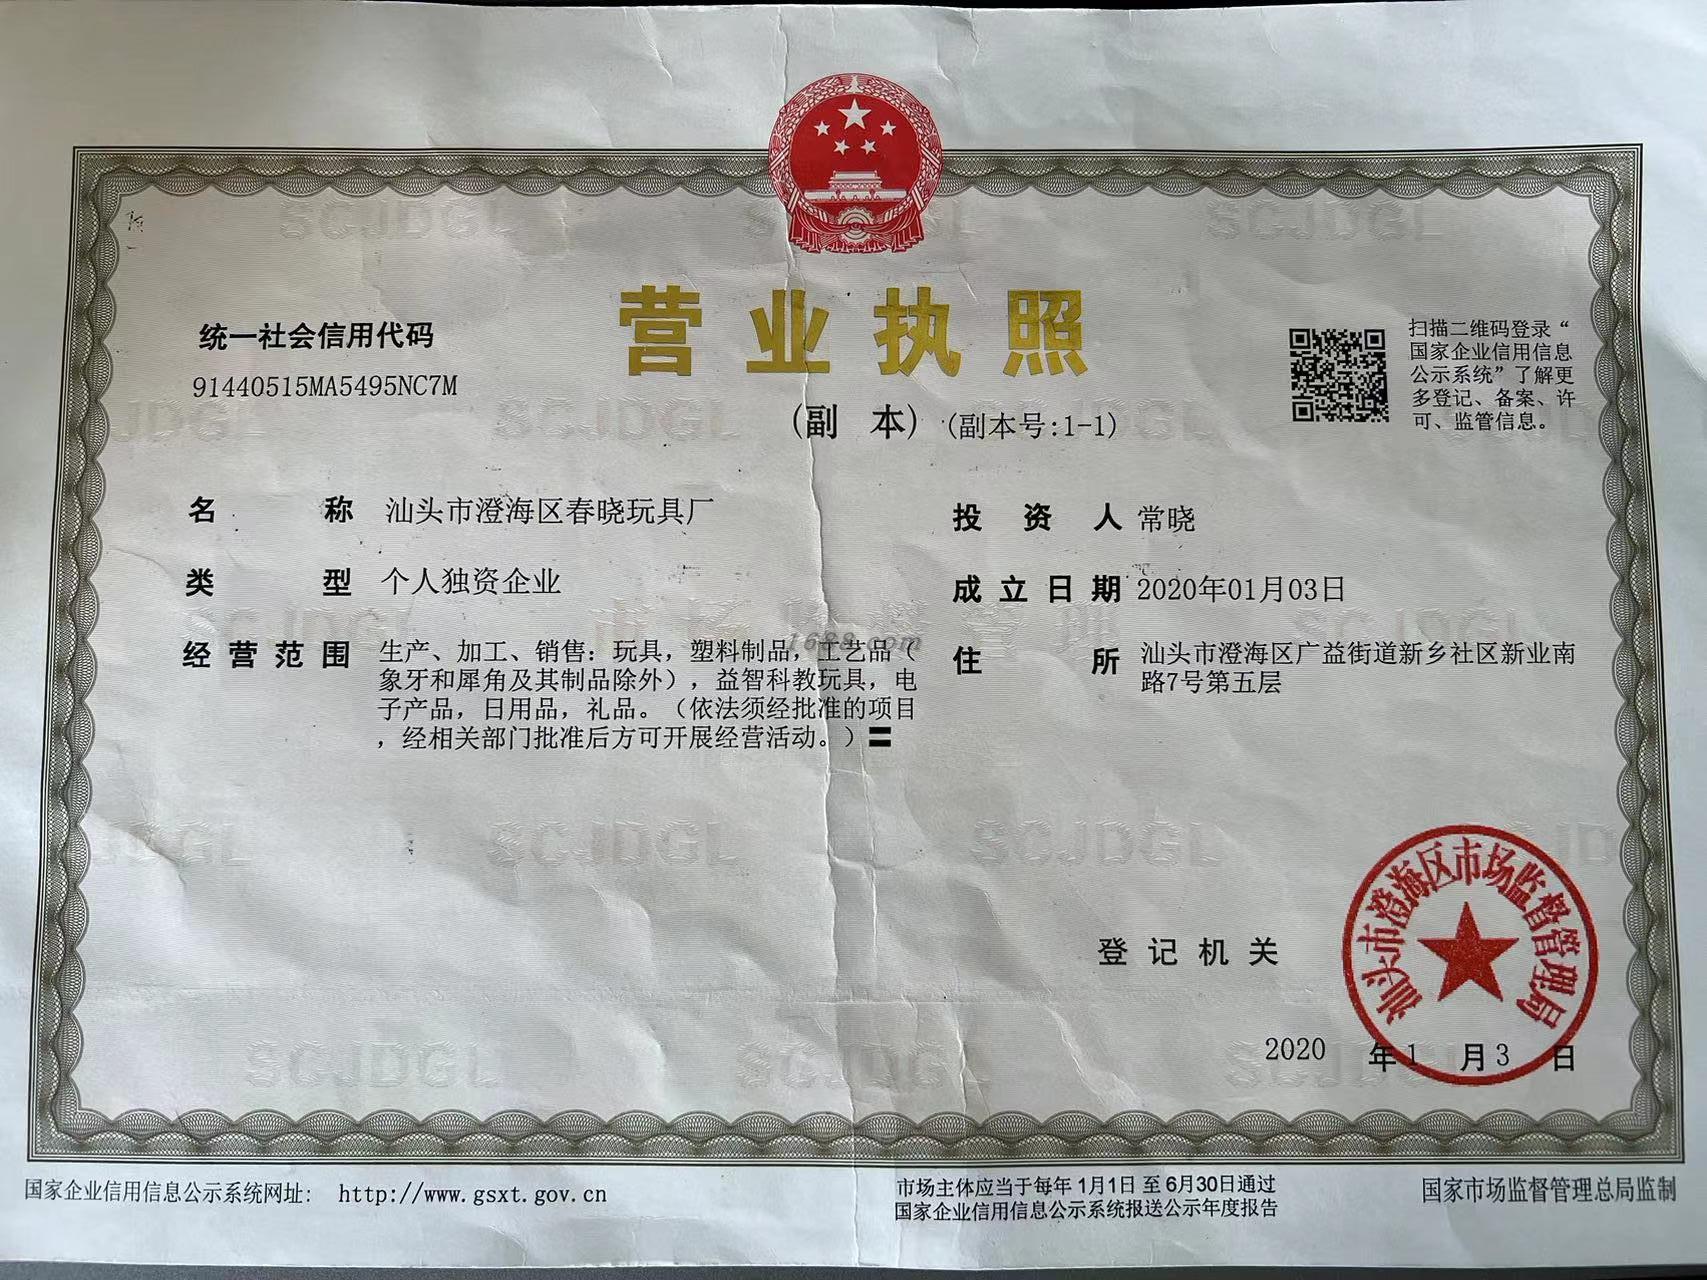 营业执照
(副 本) (副本号:1-1)
统一社会信用代码
91440515MA5495NC7M
扫描二维码登录“
国家企业信用信息
公示系统”了解更
多登记、备案、许
可、监管信息。
名 称 汕头市澄海区春晓玩具厂
类 型 个人独资企业
经营范围 生产、加工、销售：玩具，塑料制品，工艺品（
象牙和犀角及其制品除外），益智科教玩具，电
子产品，日用品，礼品。（依法须经批准的项目
，经相关部门批准后方可开展经营活动。）〓
投 资 人 常晓
成立日期 2020年01月03日
住 所 汕头市澄海区广益街道新乡社区新业南
路7号第五层
1688.com
登记机关
汕头市澄海区市场监督管理局
2020 年 1 月 3 日
国家企业信用信息公示系统网址: http://www.gsxt.gov.cn
市场主体应当于每年1月1日 至 6月30日通过
国家企业信用信息公示系统报送公示年度报告
国家市场监督管理总局监制
SCJDGL